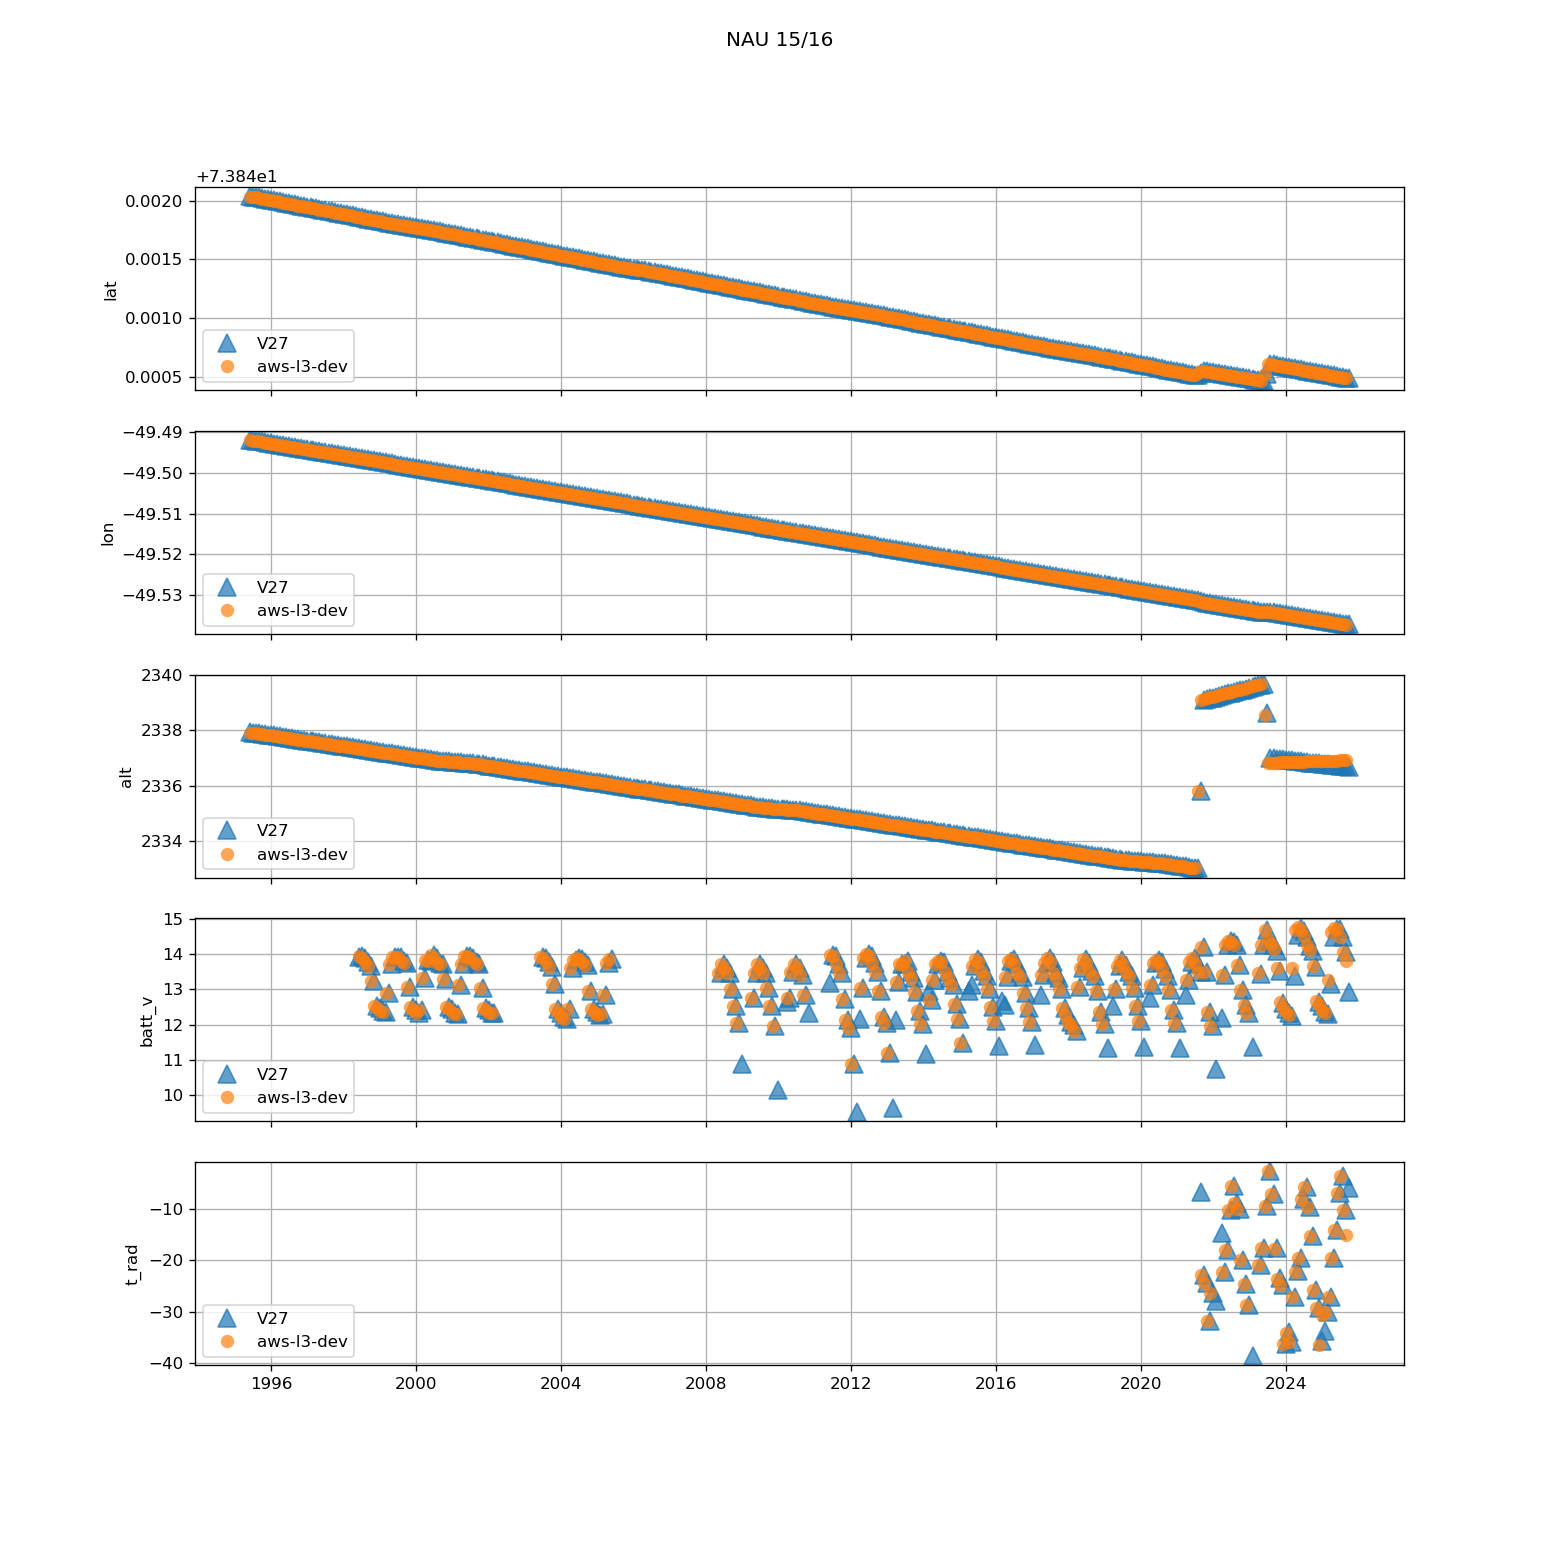 NAU 15/16
+7.384e1
0.0020
0.0015
0.0010
0.0005
lat
V27
aws-l3-dev
−49.49
−49.50
−49.51
−49.52
−49.53
lon
V27
aws-l3-dev
2340
2338
2336
2334
alt
V27
aws-l3-dev
15
14
13
12
11
10
batt_v
V27
aws-l3-dev
−10
−20
−30
−40
t_rad
V27
aws-l3-dev
1996 2000 2004 2008 2012 2016 2020 2024